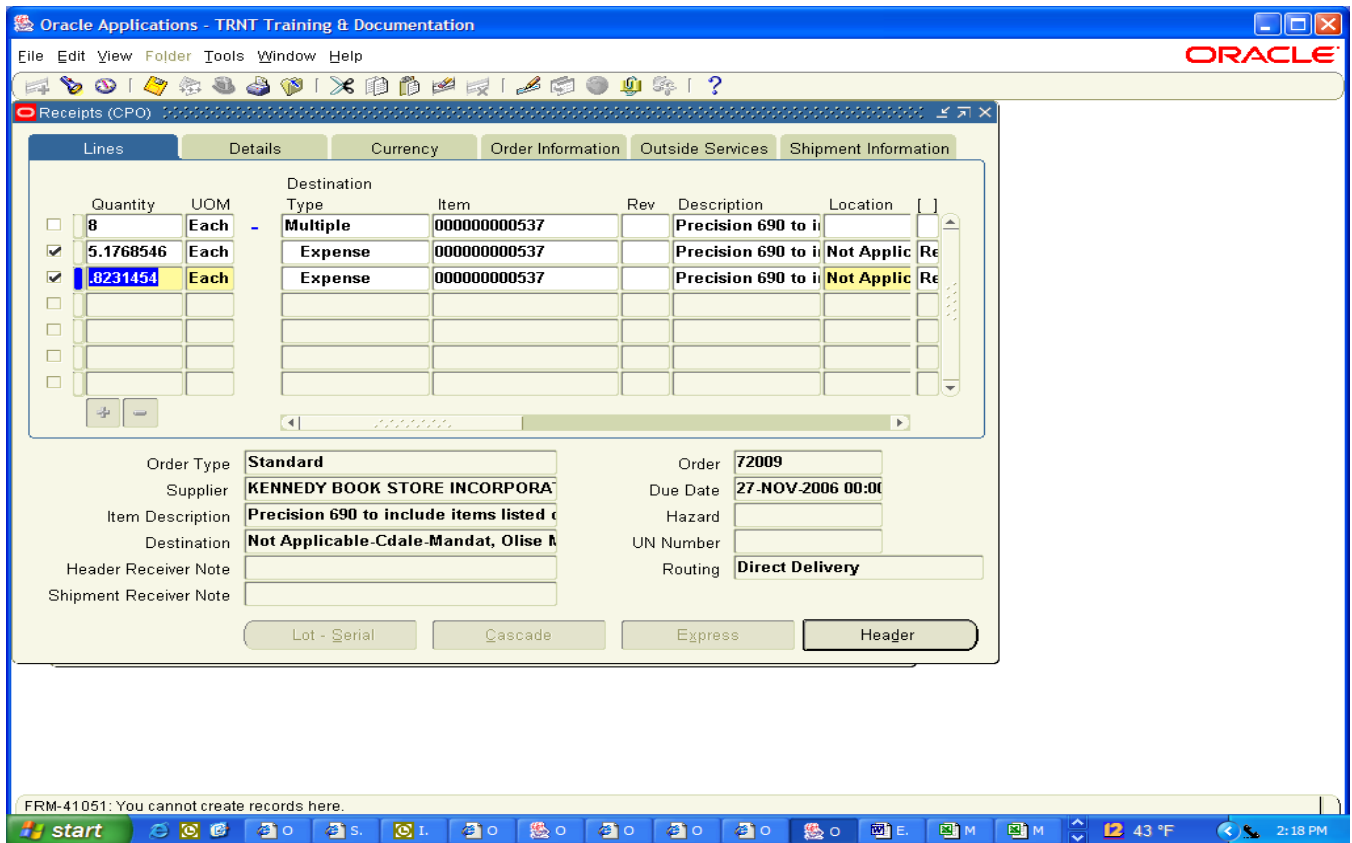 Oracle Applications - TRNT Training & Documentation
File Edit View Folder Tools Window Help
ORACLE
Receipts (CPO)
Lines Details Currency Order Information Outside Services Shipment Information
Destination
Quantity UOM Type Item Rev Description Location [ ]
8 Each - Multiple 000000000537 Precision 690 to i
5.1768546 Each Expense 000000000537 Precision 690 to i Not Applic Re
.8231454 Each Expense 000000000537 Precision 690 to i Not Applic Re
Order Type Standard Order 72009
Supplier KENNEDY BOOK STORE INCORPORA Due Date 27-NOV-2006 00:00
Item Description Precision 690 to include items listed Hazard
Destination Not Applicable-Cdale-Mandat, Olise M UN Number
Header Receiver Note Routing Direct Delivery
Shipment Receiver Note
Lot - Serial Cascade Express Header
FRM-41051: You cannot create records here.
start O S. I. O O O O O O E. M M 12 43 °F 2:18 PM